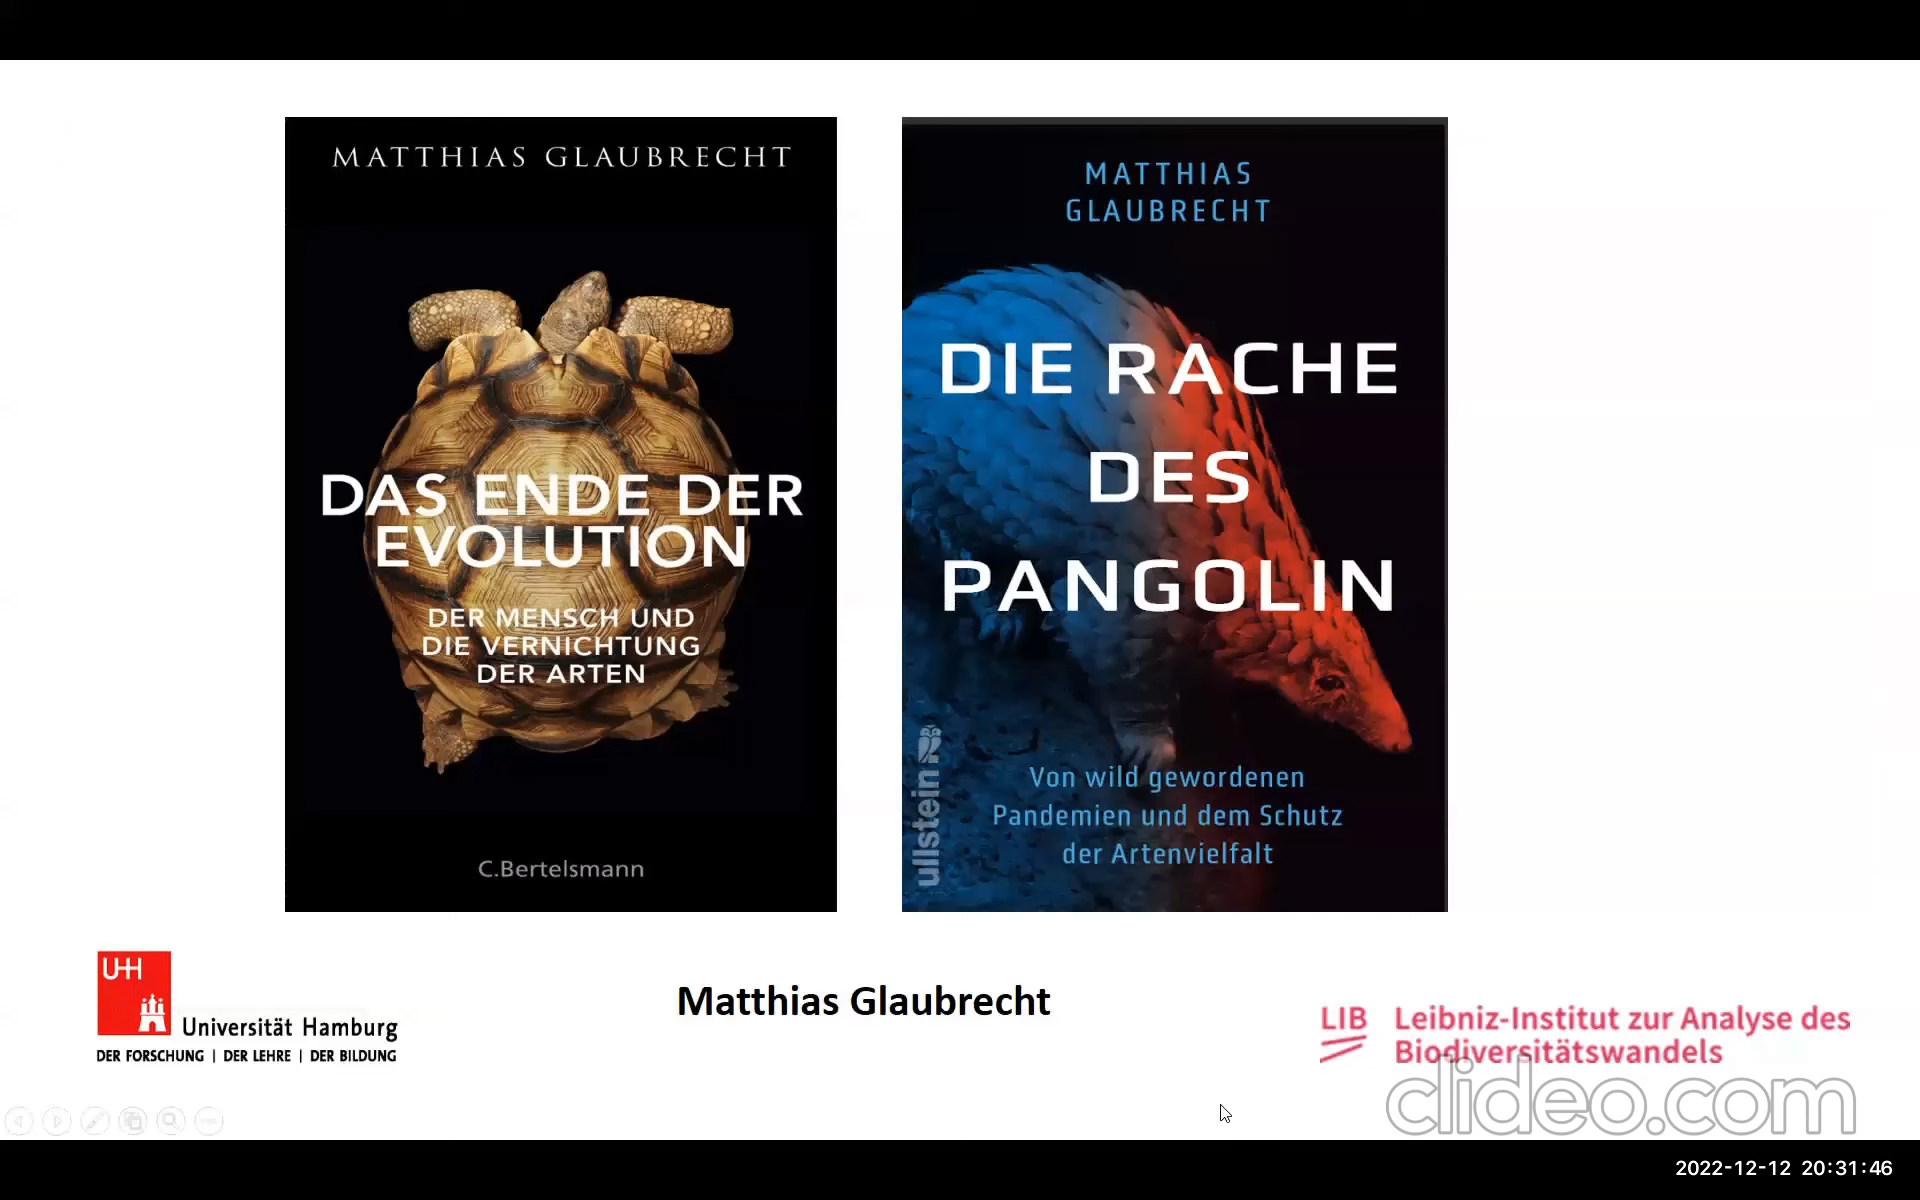 MATTHIAS GLAUBRECHT
DAS ENDE DER
EVOLUTION
DER MENSCH UND
DIE VERNICHTUNG
DER ARTEN
C.Bertelsmann
MATTHIAS
GLAUBRECHT
DIE RACHE
DES
PANGOLIN
Von wild gewordenen
Pandemien und dem Schutz
der Artenvielfalt
ullstein
UHH
Universität Hamburg
DER FORSCHUNG | DER LEHRE | DER BILDUNG
Matthias Glaubrecht
LIB
Leibniz-Institut zur Analyse des
Biodiversitätswandels
clideo.com
2022-12-12 20:31:46